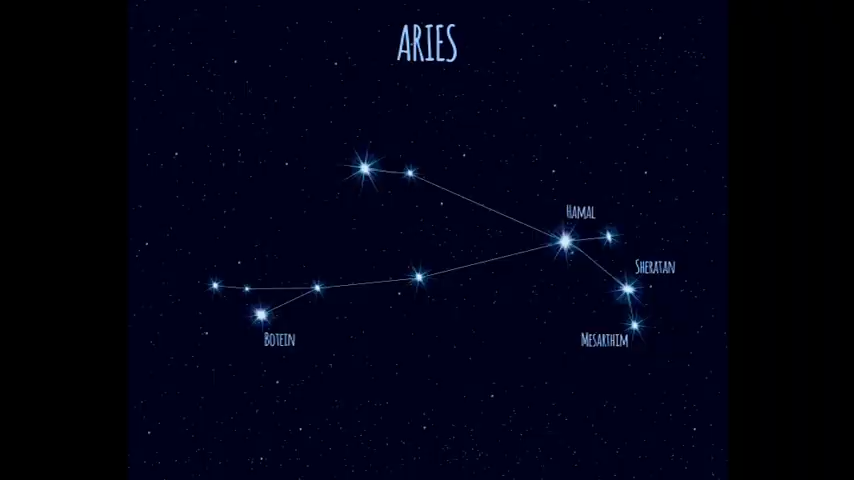 ARIES
HAMAL
SHERATAN
MESARTHIM
BOTEIN